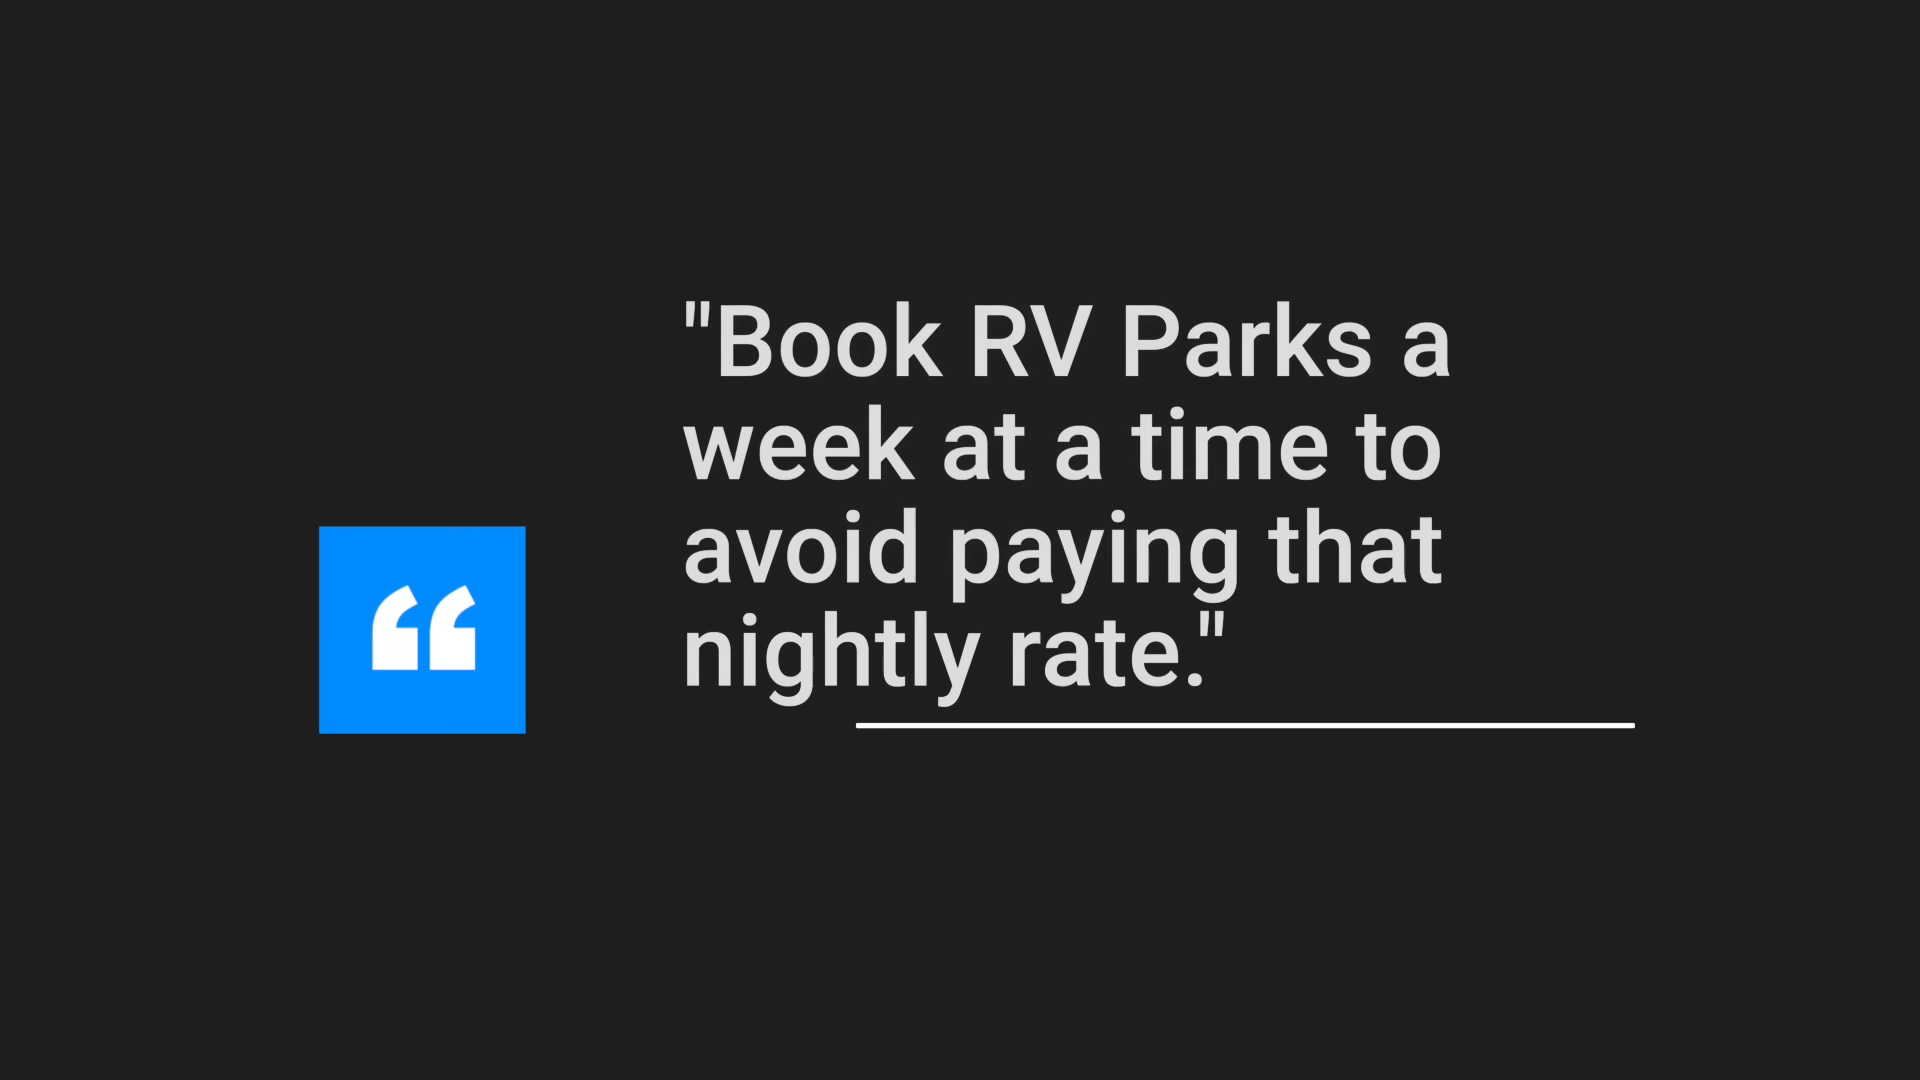 "Book RV Parks a
week at a time to
avoid paying that
nightly rate."